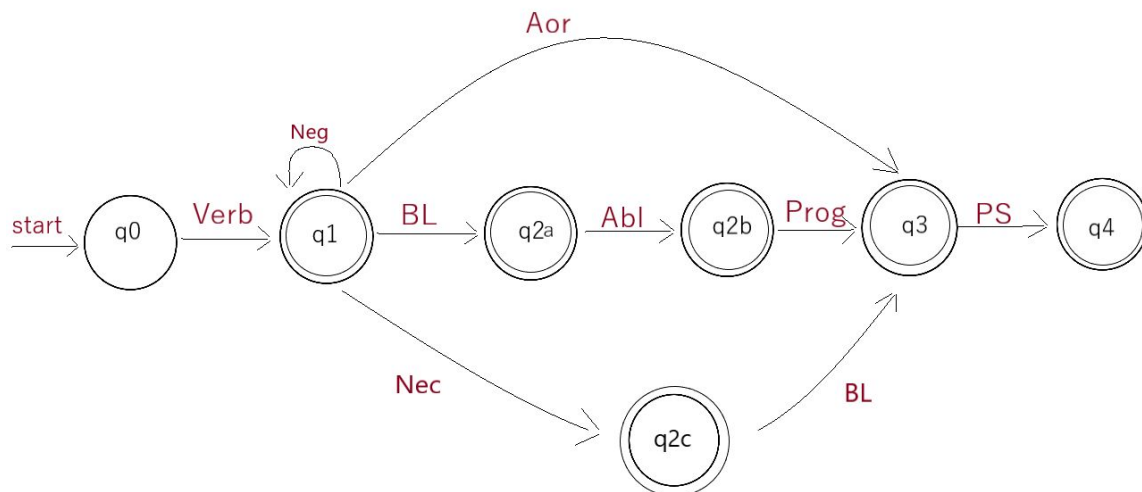 Aor
Neg
start
q0
Verb
q1
BL
q2a
Abl
q2b
Prog
q3
PS
q4
Nec
q2c
BL